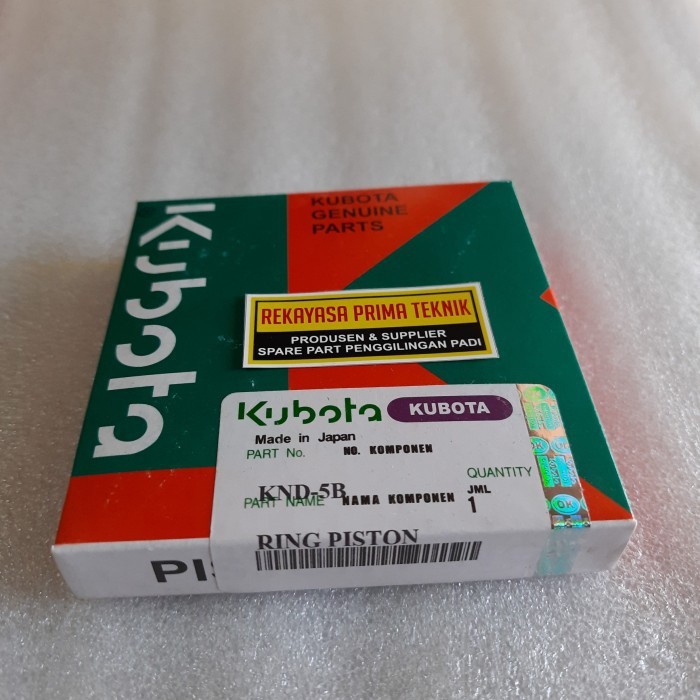 Kubota
KUBOTA
GENUINE
PARTS
REKAYASA PRIMA TEKNIK
PRODUSEN & SUPPLIER
SPARE PART PENGGILINGAN PADI
Kubota KUBOTA
Made in Japan
PART No. NO. KOMPONEN
QUANTITY
KND-5B
PART NAME NAMA KOMPONEN JML
1
RING PISTON
PI
OK